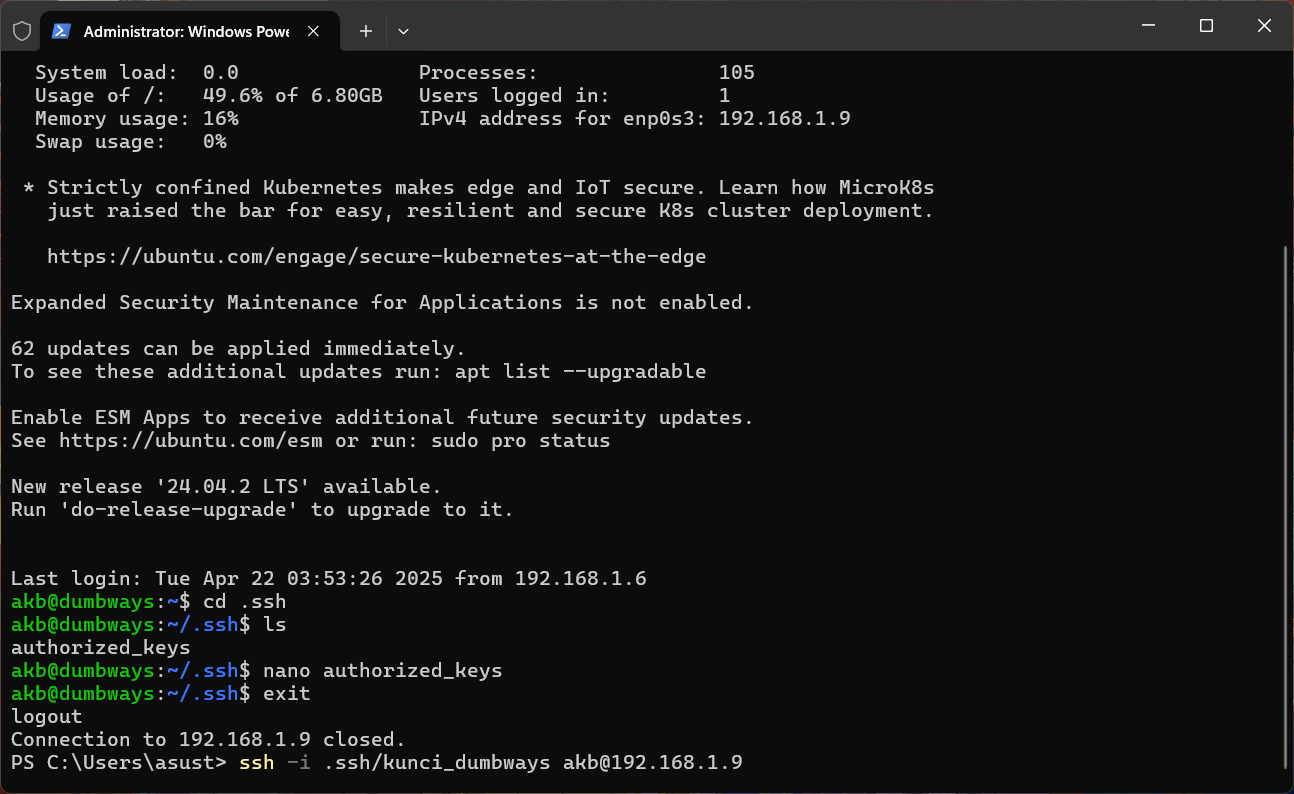 Administrator: Windows Powe
System load: 0.0 Processes: 105
Usage of /: 49.6% of 6.80GB Users logged in: 1
Memory usage: 16% IPv4 address for enp0s3: 192.168.1.9
Swap usage: 0%
* Strictly confined Kubernetes makes edge and IoT secure. Learn how MicroK8s
just raised the bar for easy, resilient and secure K8s cluster deployment.
https://ubuntu.com/engage/secure-kubernetes-at-the-edge
Expanded Security Maintenance for Applications is not enabled.
62 updates can be applied immediately.
To see these additional updates run: apt list --upgradable
Enable ESM Apps to receive additional future security updates.
See https://ubuntu.com/esm or run: sudo pro status
New release '24.04.2 LTS' available.
Run 'do-release-upgrade' to upgrade to it.
Last login: Tue Apr 22 03:53:26 2025 from 192.168.1.6
akb@dumbways:~$ cd .ssh
akb@dumbways:~/.ssh$ ls
authorized_keys
akb@dumbways:~/.ssh$ nano authorized_keys
akb@dumbways:~/.ssh$ exit
logout
Connection to 192.168.1.9 closed.
PS C:\Users\asust> ssh -i .ssh/kunci_dumbways akb@192.168.1.9